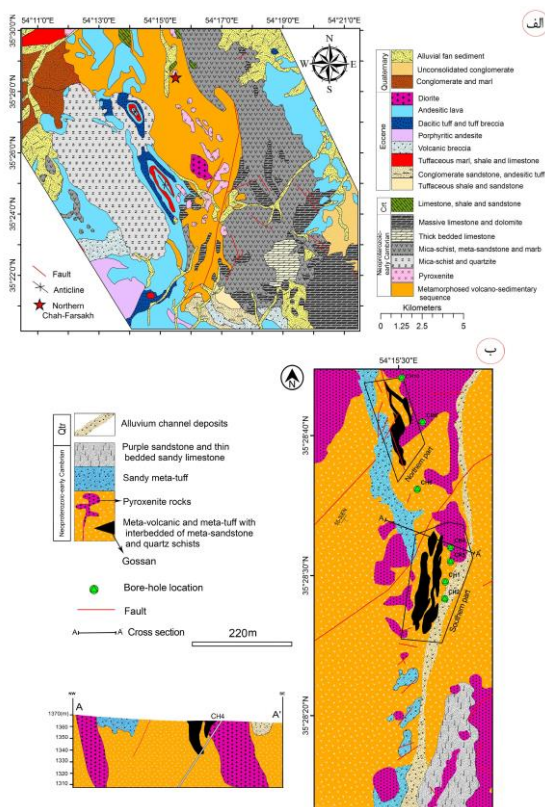 الف
54°11'0" 54°13'0" 54°15'0" 54°17'0" 54°19'0" 54°21'0"
35°30'0"
35°28'0"
35°26'0"
35°24'0"
35°22'0"
N
W E
S
Fault
Anticline
Northern
Chah-Farsakh
Quaternary
Alluvial fan sediment
Unconsolidated conglomerate
Conglomerate and marl
Eocene
Diorite
Andesitic lava
Dacitic tuff and tuff breccia
Porphyritic andesite
Volcanic breccia
Tuffaceous marl, shale and limestone
Conglomerate sandstone, andesitic tuff
Tuffaceous shale and sandstone
Crt
Limestone, shale and sandstone
Neoproterozoic-early Cambrian
Massive limestone and dolomite
Thick bedded limestone
Mica-schist, meta-sandstone and marb
Mica-schist and quartzite
Pyroxenite
Metamorphosed volcano-sedimentary
sequence
Kilometers
0 1.25 2.5 5
ب
N
54°15'30"E
35°28'40"N
35°28'30"N
35°28'20"N
Northern part
Southern part
A A'
CH1
Qtr
Alluvium channel deposits
Neoproterozoic-early Cambrian
Purple sandstone and thin
bedded sandy limestone
Sandy meta-tuff
Pyroxenite rocks
Meta-volcanic and meta-tuff with
interbedded of meta-sandstone
and quartz schists
Gossan
Bore-hole location
Fault
A A' Cross section
220m
A A'
CH4
1370(m)
1360
1350
1340
1330
1320
1310